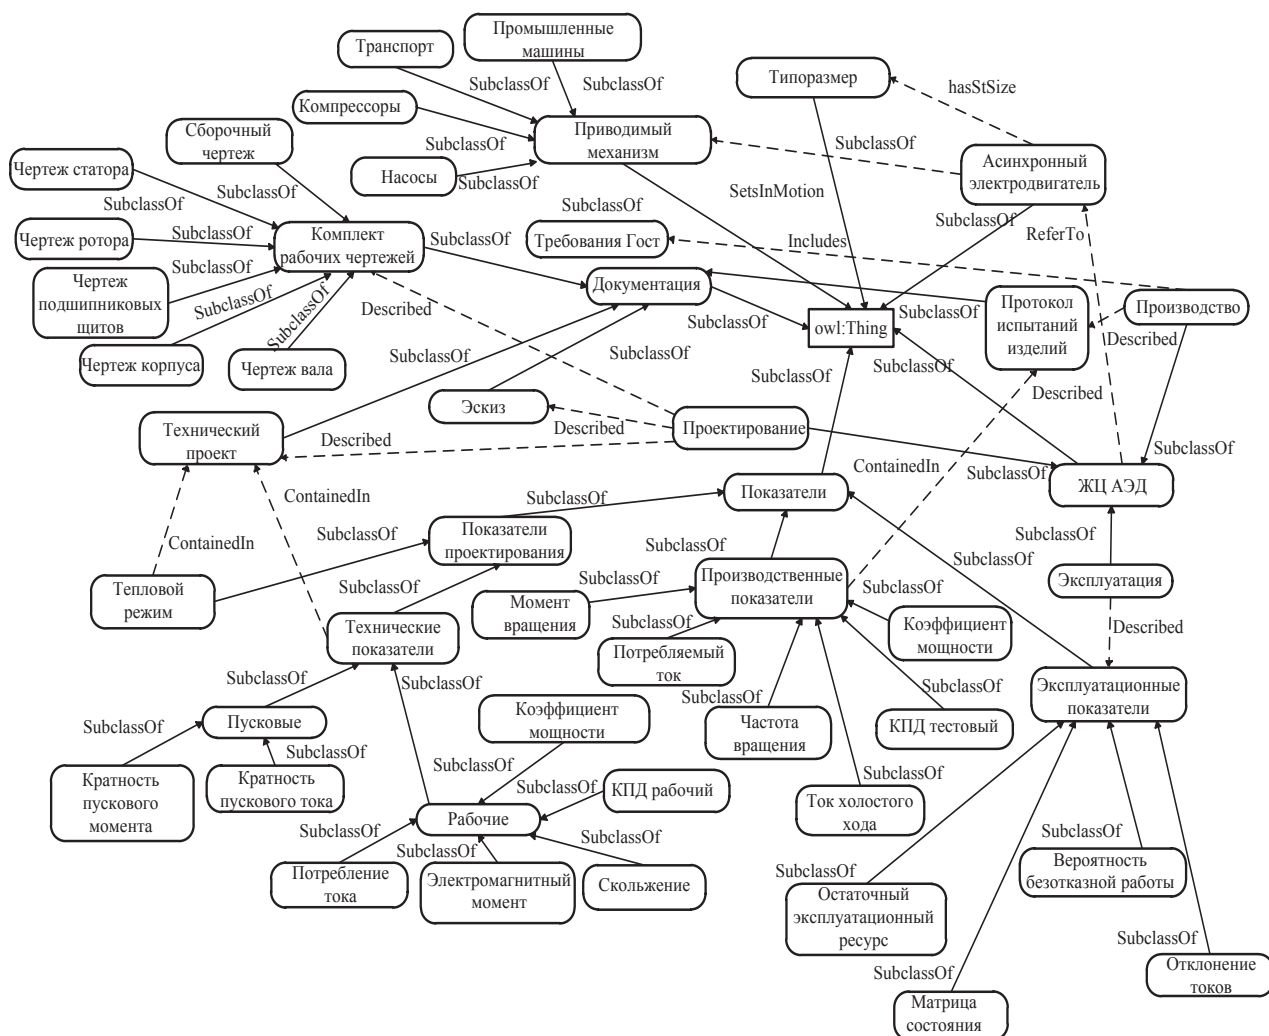 Промышленные
машины
Транспорт
Типоразмер
SubclassOf
SubclassOf
SubclassOf
hasStSize
Компрессоры
Сборочный
чертеж
Приводимый
механизм
SubclassOf
SubclassOf
Асинхронный
электродвигатель
Чертеж статора
Насосы
SubclassOf
SubclassOf
SetsInMotion
SubclassOf
SubclassOf
SubclassOf
SubclassOf
ReferTo
Чертеж ротора
SubclassOf
Комплект
рабочих чертежей
SubclassOf
Требования Гост
Includes
SubclassOf
Чертеж
подшипниковых
щитов
SubclassOf
SubclassOf
Described
Документация
SubclassOf
owl:Thing
SubclassOf
Протокол
испытаний
изделий
Производство
Described
Чертеж корпуса
Чертеж вала
SubclassOf
SubclassOf
SubclassOf
SubclassOf
Described
Эскиз
Технический
проект
Described
Described
Проектирование
SubclassOf
SubclassOf
ContainedIn
ЖЦ АЭД
ContainedIn
SubclassOf
Показатели
ContainedIn
SubclassOf
Показатели
проектирования
SubclassOf
SubclassOf
SubclassOf
Тепловой
режим
SubclassOf
SubclassOf
Производственные
показатели
SubclassOf
Эксплуатация
Момент
вращения
Технические
показатели
SubclassOf
Коэффициент
мощности
Described
Потребляемый
ток
SubclassOf
SubclassOf
SubclassOf
SubclassOf
Эксплуатационные
показатели
SubclassOf
Пусковые
Коэффициент
мощности
Частота
вращения
КПД тестовый
SubclassOf
Кратность
пускового
момента
Кратность
пускового тока
SubclassOf
SubclassOf
КПД рабочий
SubclassOf
Ток холостого
хода
SubclassOf
Рабочие
SubclassOf
SubclassOf
SubclassOf
Потребление
тока
Электромагнитный
момент
Скольжение
SubclassOf
Вероятность
безотказной работы
Остаточный
эксплуатационный
ресурс
SubclassOf
SubclassOf
Отклонение
токов
Матрица
состояния